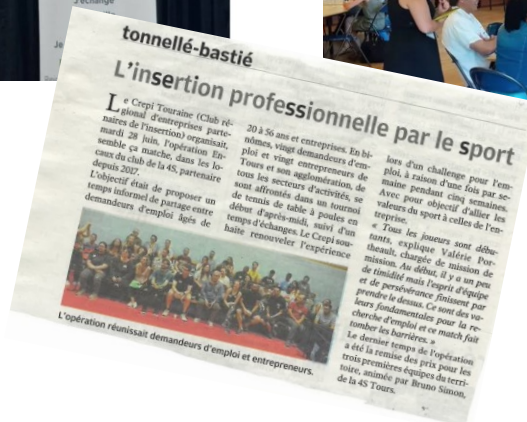 J'échange
Je
tonnellé-bastié
L'insertion professionnelle par le sport
Le Crepi Touraine (Club ré-
gional d'entreprises parte-
naires de l'insertion) organisait,
mardi 28 juin, l'opération En-
semble ça matche, dans les lo-
caux du club de la 4S, partenaire
depuis 2017.
L'objectif était de proposer un
temps informel de partage entre
demandeurs d'emploi âgés de
20 à 56 ans et entreprises. En bi-
nômes, vingt demandeurs d'em-
ploi et vingt entrepreneurs de
Tours et son agglomération, de
tous les secteurs d'activités, se
sont affrontés dans un tournoi
de tennis de table à poules en
début d'après-midi, suivi d'un
temps d'échanges. Le Crepi sou-
haite renouveler l'expérience
lors d'un challenge pour l'em-
ploi, à raison d'une fois par se-
maine pendant cinq semaines.
Avec pour objectif d'allier les
valeurs du sport à celles de l'en-
treprise.
« Tous les joueurs sont débu-
tants, explique Valérie Por-
theault, chargée de mission de
mission. Au début, il y a un peu
de timidité mais l'esprit d'équipe
et de persévérance finissent par
prendre le dessus. Ce sont des va-
leurs fondamentales pour la re-
cherche d'emploi et ce match fait
tomber les barrières. »
Le dernier temps de l'opération
a été la remise des prix pour les
trois premières équipes du terri-
toire, animée par Bruno Simon,
de la 4S Tours.
L'opération réunissait demandeurs d'emploi et entrepreneurs.